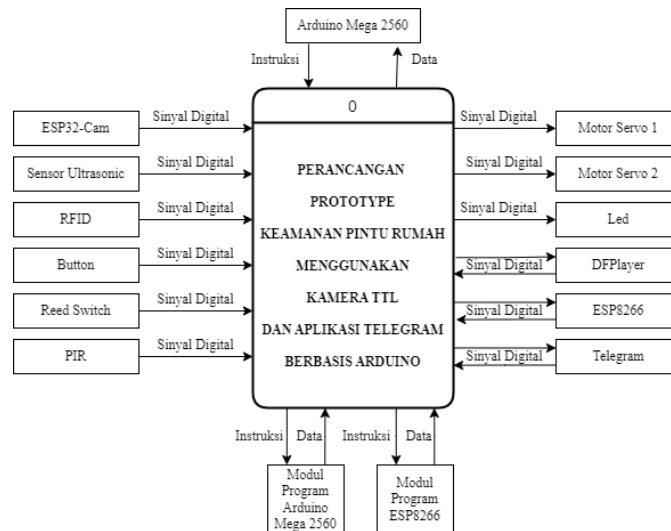 Arduino Mega 2560
Instruksi
Data
0
PERANCANGAN
PROTOTYPE
KEAMANAN PINTU RUMAH
MENGGUNAKAN
KAMERA TTL
DAN APLIKASI TELEGRAM
BERBASIS ARDUINO
ESP32-Cam
Sinyal Digital
Sensor Ultrasonic
Sinyal Digital
RFID
Sinyal Digital
Button
Sinyal Digital
Reed Switch
Sinyal Digital
PIR
Sinyal Digital
Sinyal Digital
Motor Servo 1
Sinyal Digital
Motor Servo 2
Sinyal Digital
Led
Sinyal Digital
DFPlayer
Sinyal Digital
ESP8266
Sinyal Digital
Telegram
Instruksi
Data
Instruksi
Data
Modul
Program
Arduino
Mega 2560
Modul
Program
ESP8266